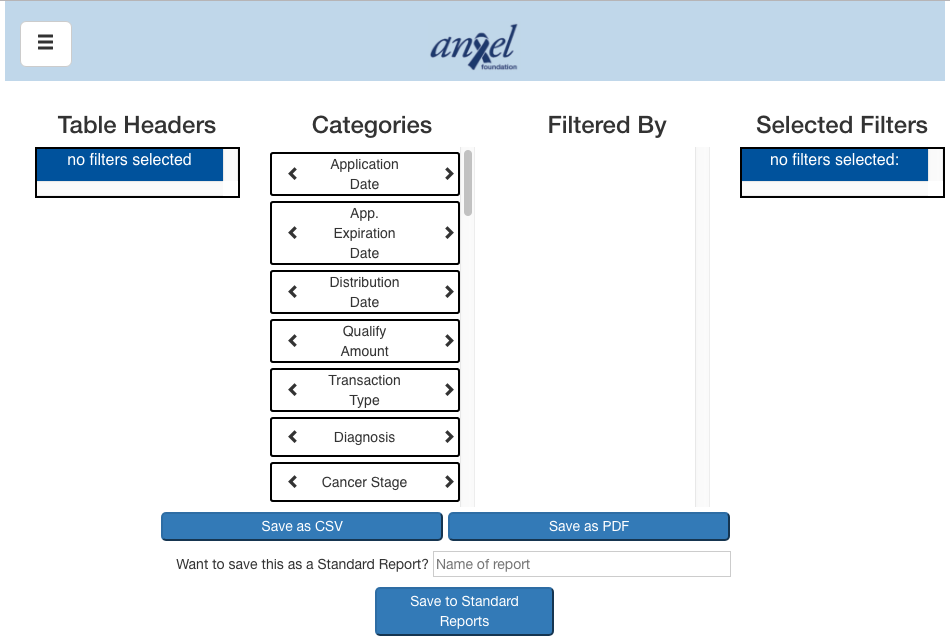 angel
foundation
Table Headers
Categories
Filtered By
Selected Filters
no filters selected
Application
Date
App.
Expiration
Date
Distribution
Date
Qualify
Amount
Transaction
Type
Diagnosis
Cancer Stage
no filters selected:
Save as CSV
Save as PDF
Want to save this as a Standard Report?
Name of report
Save to Standard
Reports